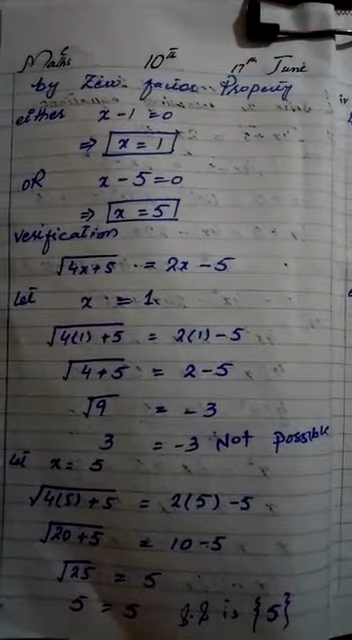 Maths 10th 17th June
by Zero factor Property
either x - 1 = 0
⇒ x = 1
OR x - 5 = 0
⇒ x = 5
verification
√4x+5 = 2x - 5
let x = 1
√4(1) + 5 = 2(1) - 5
√4 + 5 = 2 - 5
√9 = - 3
3 = -3 Not possible
let x = 5
√4(5) + 5 = 2(5) - 5
√20 + 5 = 10 - 5
√25 = 5
5 = 5 S.S is {5}